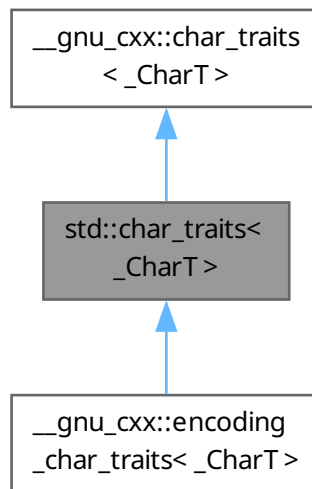 __gnu_cxx::char_traits
< _CharT >
std::char_traits<
_CharT >
__gnu_cxx::encoding
_char_traits< _CharT >